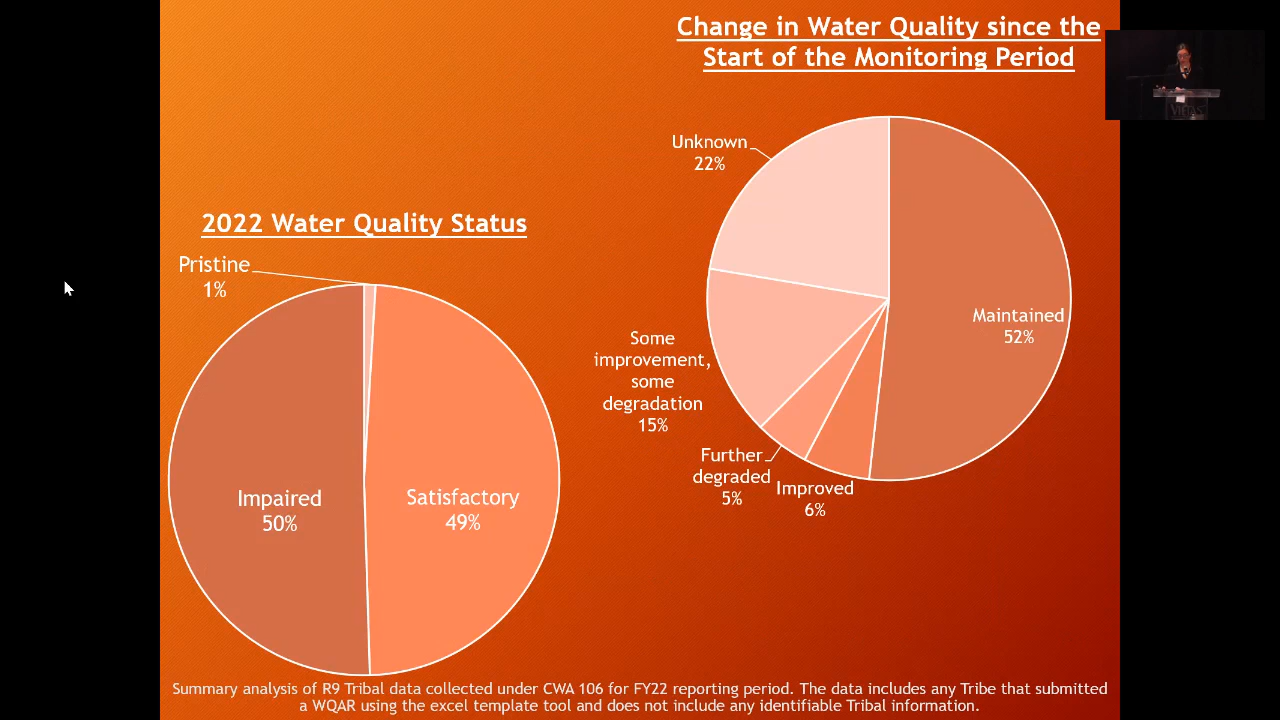 Change in Water Quality since the
Start of the Monitoring Period
Unknown
22%
Maintained
52%
Some
improvement,
some
degradation
15%
Further
degraded
5%
Improved
6%
2022 Water Quality Status
Pristine
1%
Impaired
50%
Satisfactory
49%
Summary analysis of R9 Tribal data collected under CWA 106 for FY22 reporting period. The data includes any Tribe that submitted
a WQAR using the excel template tool and does not include any identifiable Tribal information.